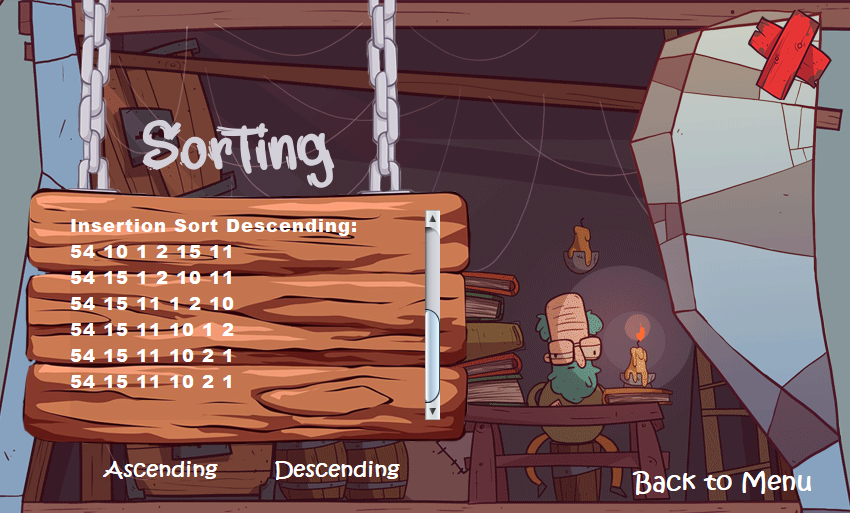 Sorting
Insertion Sort Descending:
54 10 1 2 15 11
54 15 1 2 10 11
54 15 11 1 2 10
54 15 11 10 1 2
54 15 11 10 2 1
54 15 11 10 2 1
Ascending Descending
Back to Menu